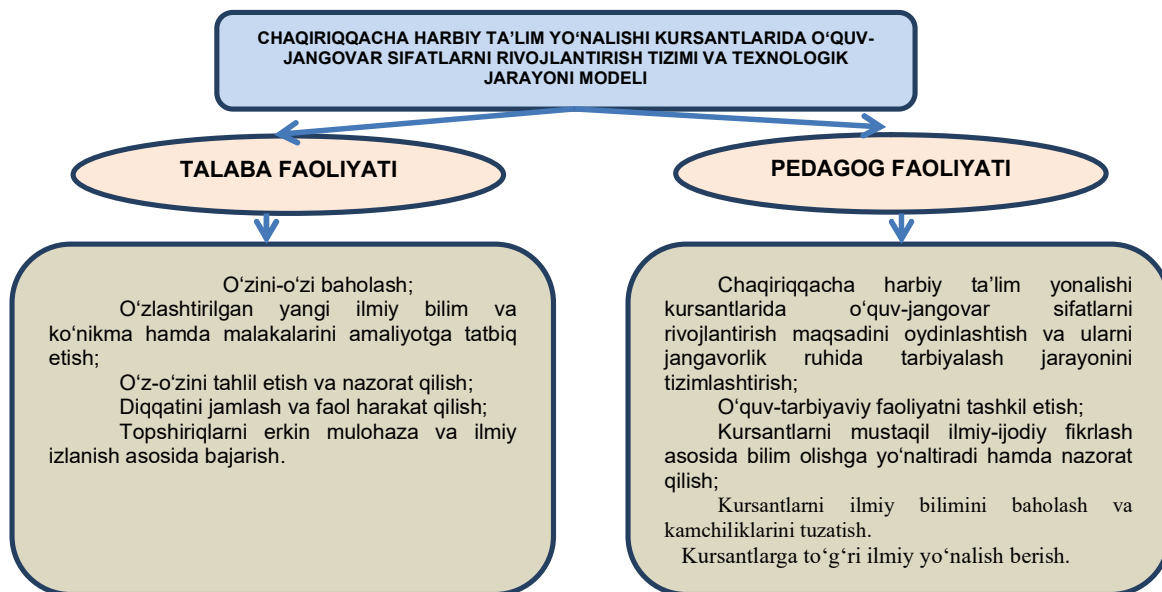 CHAQIRIQQACHA HARBIY TA’LIM YO‘NALISHI KURSANTLARIDA O‘QUV-
JANGOVAR SIFATLARNI RIVOJLANTIRISH TIZIMI VA TEXNOLOGIK
JARAYONI MODELI
TALABA FAOLIYATI
O‘zini-o‘zi baholash;
O‘zlashtirilgan yangi ilmiy bilim va
ko‘nikma hamda malakalarini amaliyotga tatbiq
etish;
O‘z-o‘zini tahlil etish va nazorat qilish;
Diqqatini jamlash va faol harakat qilish;
Topshiriqlarni erkin mulohaza va ilmiy
izlanish asosida bajarish.
PEDAGOG FAOLIYATI
Chaqiriqqacha harbiy ta’lim yonalishi
kursantlarida o‘quv-jangovar sifatlarni
rivojlantirish maqsadini oydinlashtish va ularni
jangavorlik ruhida tarbiyalash jarayonini
tizimlashtirish;
O‘quv-tarbiyaviy faoliyatni tashkil etish;
Kursantlarni mustaqil ilmiy-ijodiy fikrlash
asosida bilim olishga yo‘naltiradi hamda nazorat
qilish;
Kursantlarni ilmiy bilimini baholash va
kamchiliklarini tuzatish.
Kursantlarga to‘g‘ri ilmiy yo‘nalish berish.